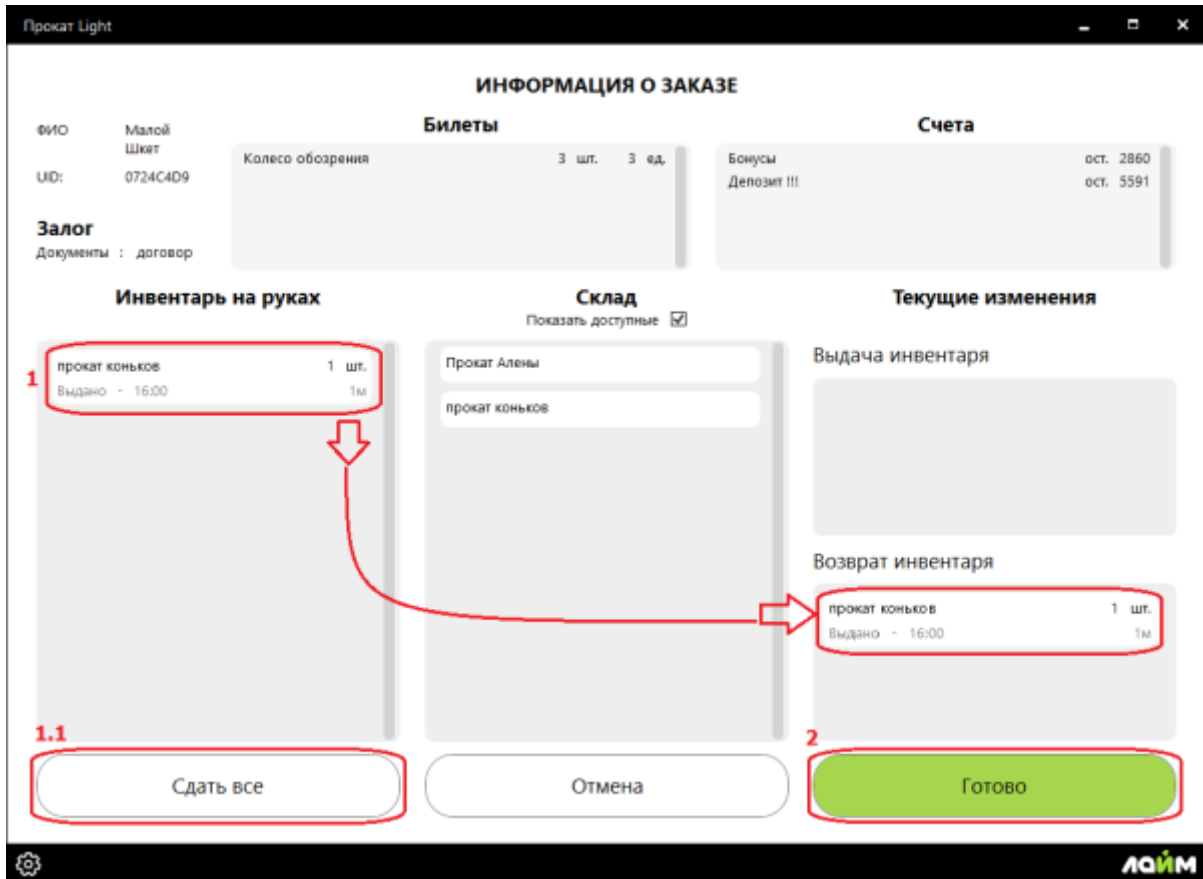 Прокат Light
ИНФОРМАЦИЯ О ЗАКАЗЕ
ФИО Малой Шкет
UID: 0724C4D9
Залог
Документы : договор
Билеты
Колесо обозрения 3 шт. 3 ед.
Счета
Бонусы ост. 2860
Депозит !!! ост. 5591
Инвентарь на руках
1
прокат коньков 1 шт.
Выдано - 16:00 1м
1.1
Сдать все
Склад
Показать доступные
Прокат Алены
прокат коньков
Отмена
Текущие изменения
Выдача инвентаря
Возврат инвентаря
прокат коньков 1 шт.
Выдано - 16:00 1м
2
Готово
лайм